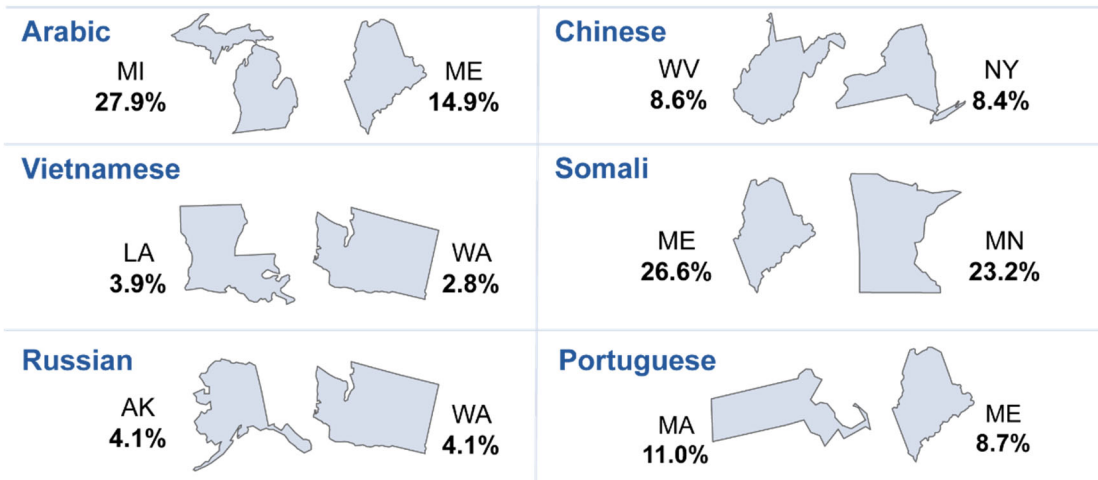 Arabic
MI
27.9%
ME
14.9%
Chinese
WV
8.6%
NY
8.4%
Vietnamese
LA
3.9%
WA
2.8%
Somali
ME
26.6%
MN
23.2%
Russian
AK
4.1%
WA
4.1%
Portuguese
MA
11.0%
ME
8.7%